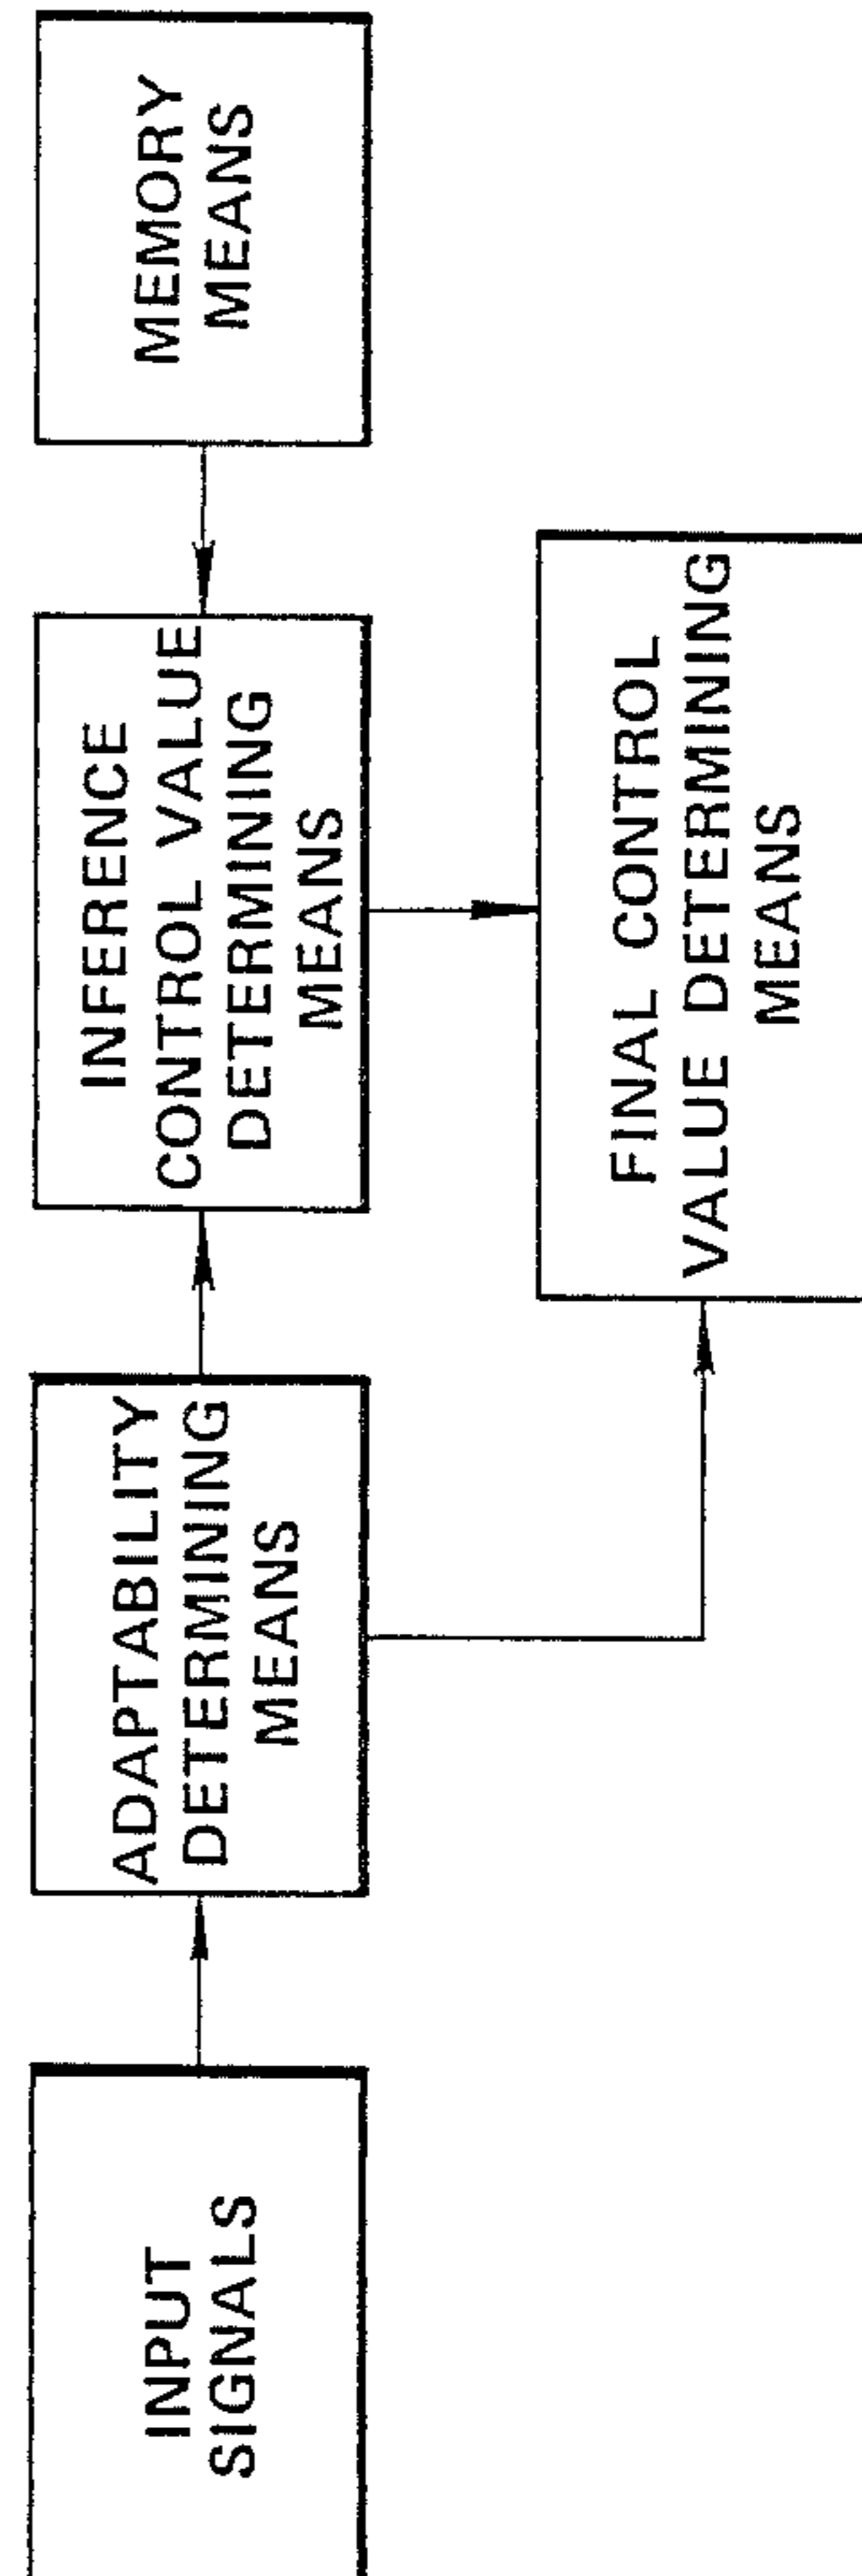 INPUT
SIGNALS
ADAPTABILITY
DETERMINING
MEANS
INFERENCE
CONTROL VALUE
DETERMINING
MEANS
MEMORY
MEANS
FINAL CONTROL
VALUE DETERMINING
MEANS